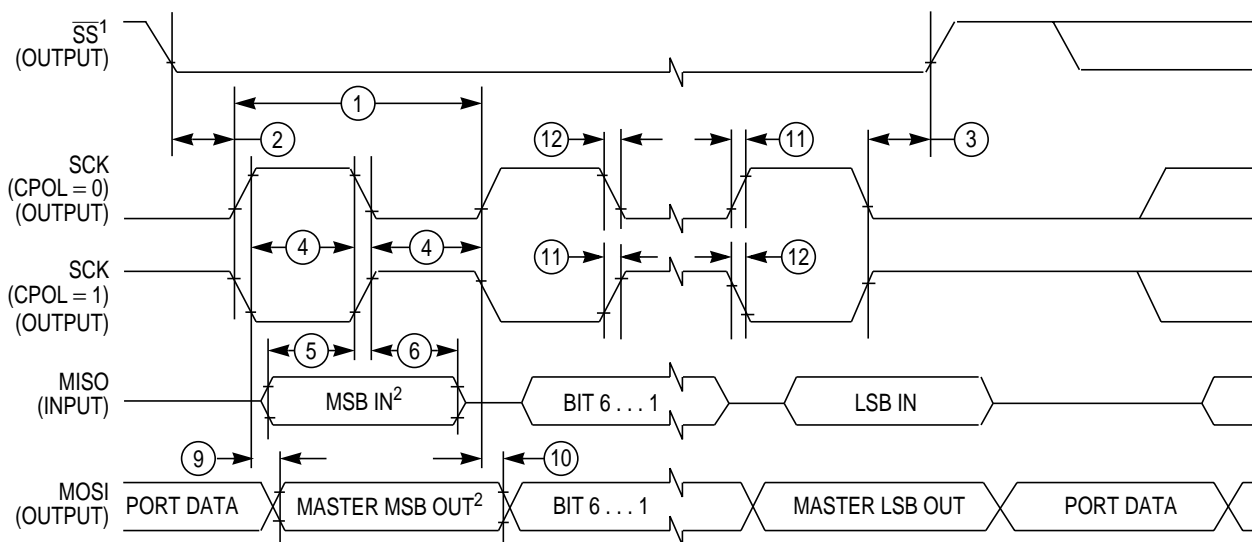 SS¹
(OUTPUT)
1
2
12
11
3
SCK
(CPOL = 0)
(OUTPUT)
4
4
11
12
SCK
(CPOL = 1)
(OUTPUT)
5
6
MISO
(INPUT)
MSB IN²
BIT 6 . . . 1
LSB IN
9
10
MOSI
(OUTPUT)
PORT DATA
MASTER MSB OUT²
BIT 6 . . . 1
MASTER LSB OUT
PORT DATA